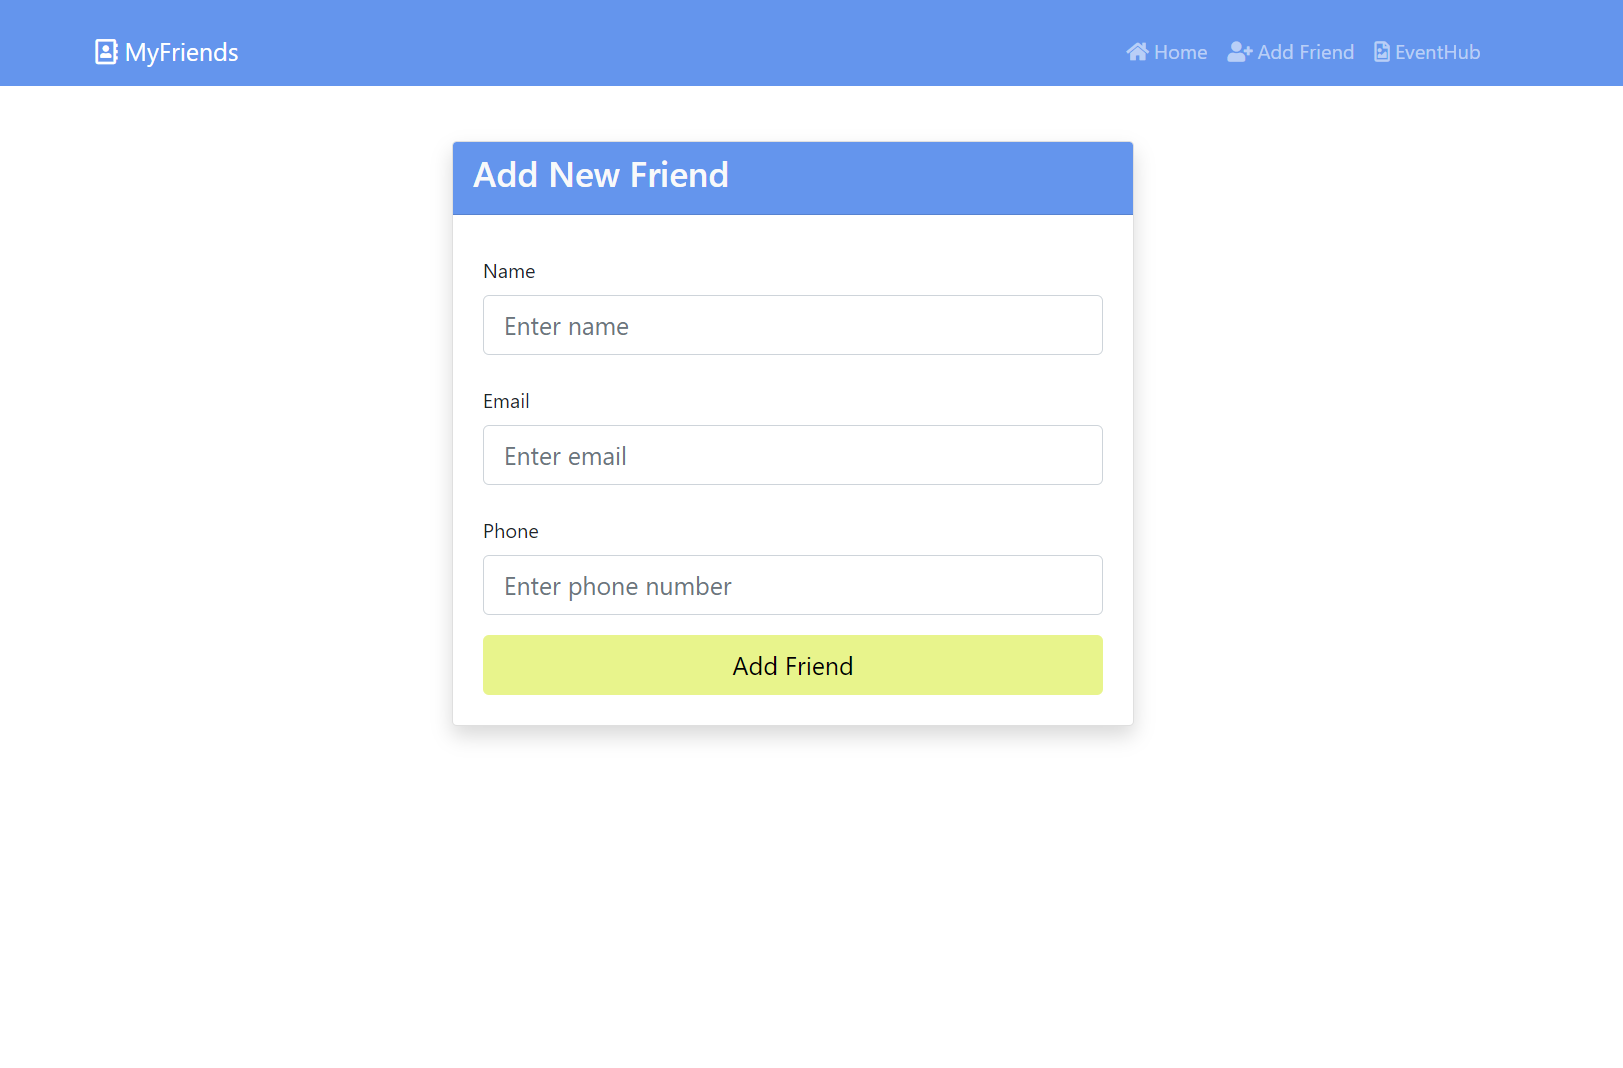 MyFriends
Home Add Friend EventHub
Add New Friend
Name
Enter name
Email
Enter email
Phone
Enter phone number
Add Friend